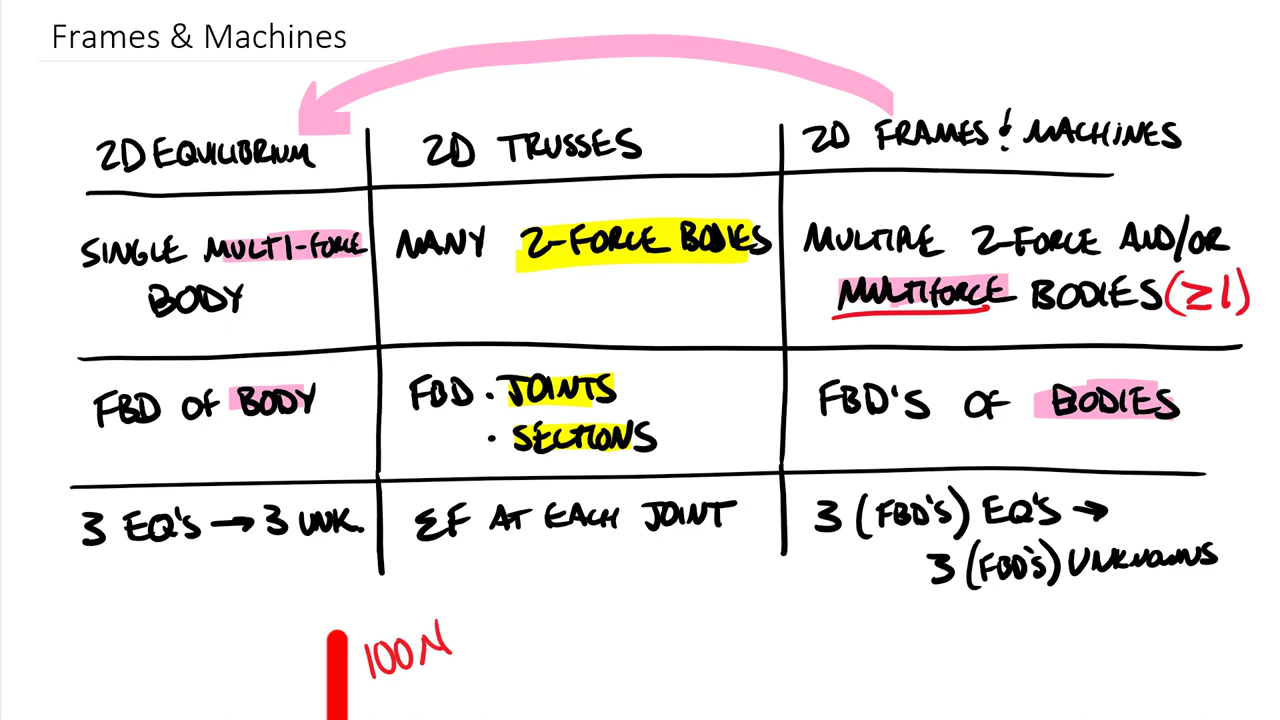 Frames & Machines
2D EQUILIBRIUM
2D TRUSSES
2D FRAMES & MACHINES
SINGLE MULTI-FORCE
BODY
MANY 2-FORCE BODIES
MULTIPLE 2-FORCE AND/OR
MULTIFORCE BODIES (≥1)
FBD OF BODY
FBD • JOINTS
• SECTIONS
FBD'S OF BODIES
3 EQ'S → 3 UNK.
ΣF AT EACH JOINT
3 (FBD'S) EQ'S →
3 (FBD'S) UNKNOWNS
100N